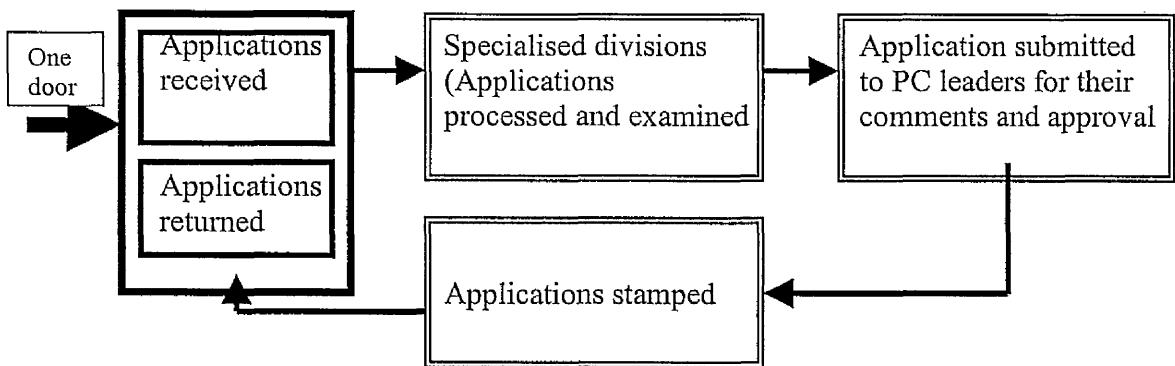 One
door
Applications
received
Applications
returned
Specialised divisions
(Applications
processed and examined
Application submitted
to PC leaders for their
comments and approval
Applications stamped